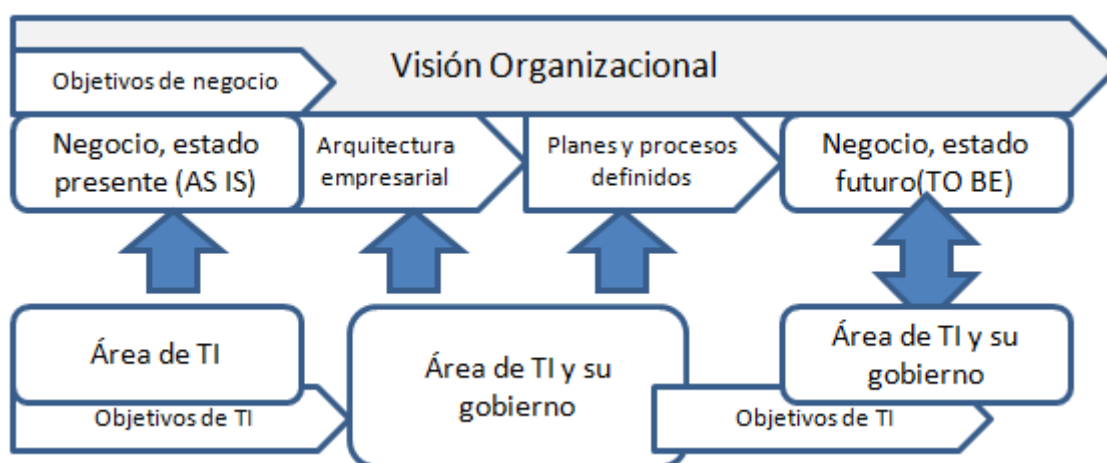 Visión Organizacional
Objetivos de negocio
Negocio, estado
presente (AS IS)
Arquitectura
empresarial
Planes y procesos
definidos
Negocio, estado
futuro(TO BE)
Área de TI
Objetivos de TI
Área de TI y su
gobierno
Objetivos de TI
Área de TI y su
gobierno